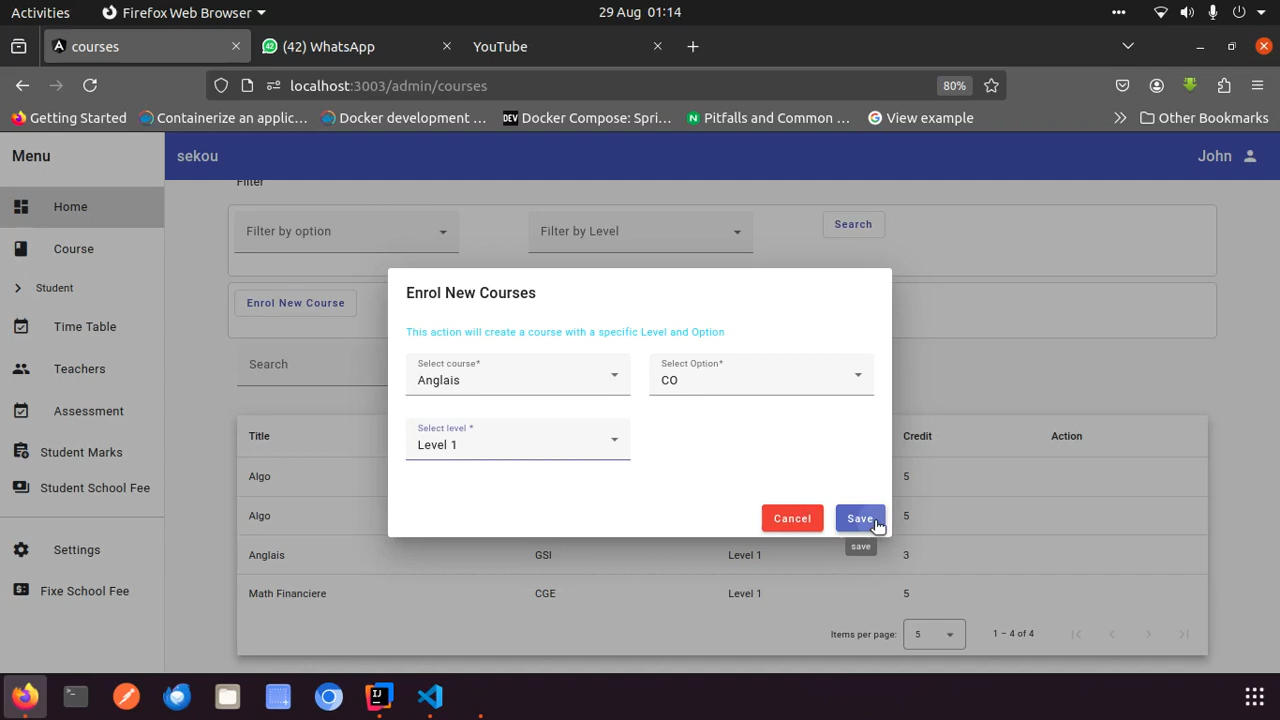 Activities
Firefox Web Browser
29 Aug 01:14
courses
(42) WhatsApp
YouTube
localhost:3003/admin/courses
80%
Getting Started
Containerize an applic…
Docker development …
DEV
Docker Compose: Spri…
Pitfalls and Common …
View example
Other Bookmarks
Menu
sekou
John
Home
Course
Student
Time Table
Teachers
Assessment
Student Marks
Student School Fee
Settings
Fixe School Fee
Filter
Filter by option
Filter by Level
Search
Enrol New Course
Search
Enrol New Courses
This action will create a course with a specific Level and Option
Select course*
Anglais
Select Option*
CO
Select level *
Level 1
Cancel
Save
save
Title
Credit
Action
Algo
5
Algo
5
Anglais
GSI
Level 1
3
Math Financiere
CGE
Level 1
5
Items per page:
5
1 – 4 of 4